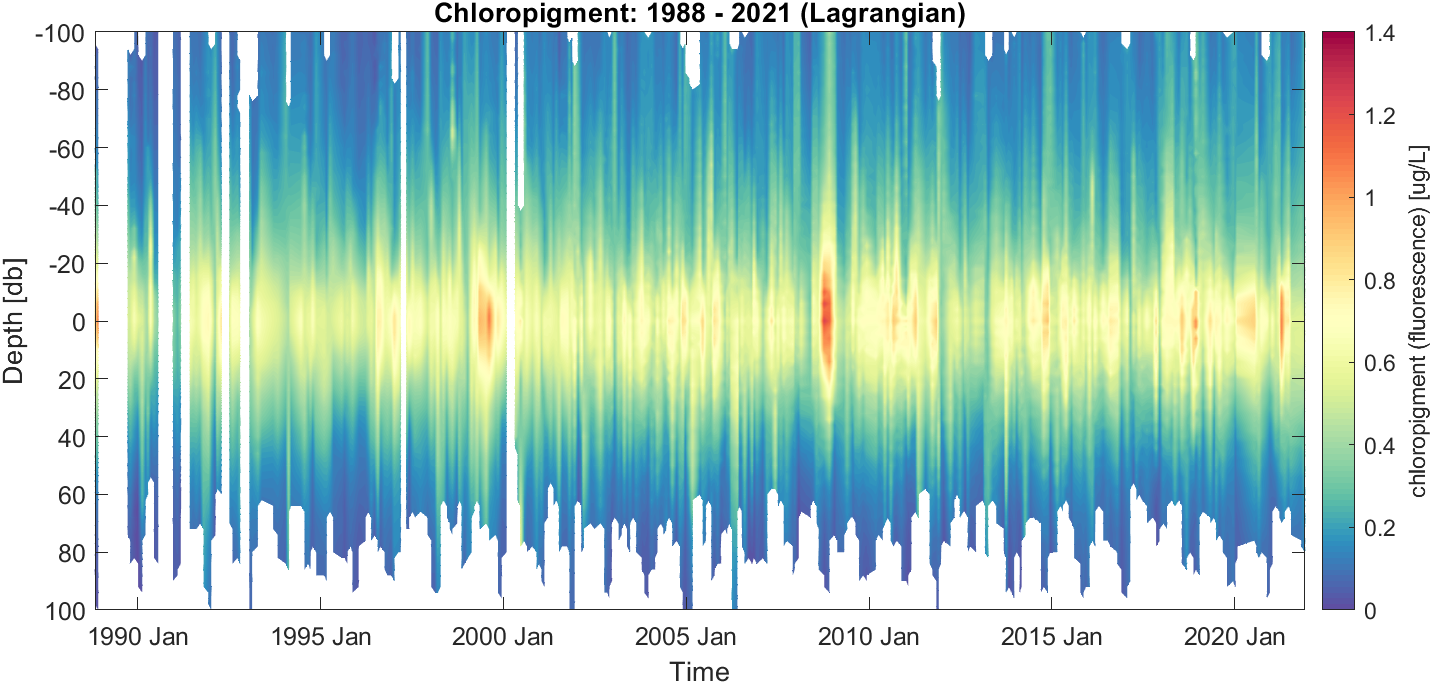 Chloropigment: 1988 - 2021 (Lagrangian)
-100
-80
-60
-40
-20
0
20
40
60
80
100
Depth [db]
1990 Jan
1995 Jan
2000 Jan
2005 Jan
2010 Jan
2015 Jan
2020 Jan
Time
1.4
1.2
1
0.8
0.6
0.4
0.2
0
chloropigment (fluorescence) [ug/L]